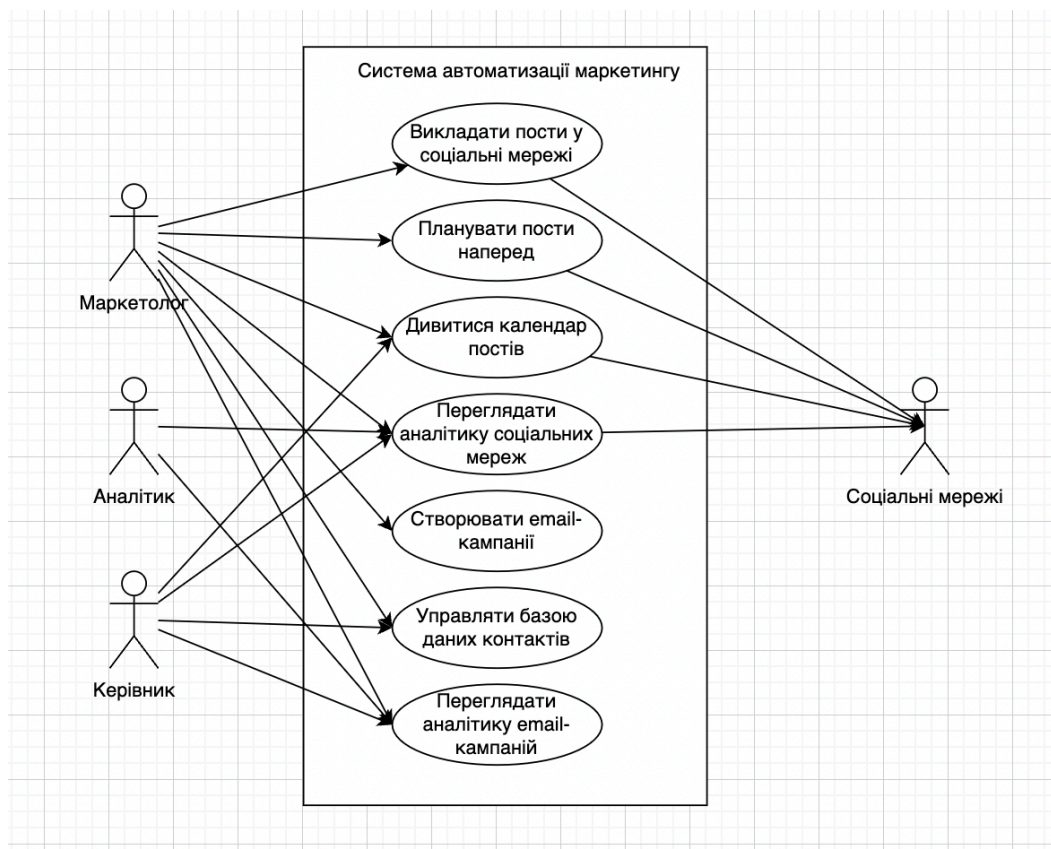 Система автоматизації маркетингу
Викладати пости у
соціальні мережі
Планувати пости
наперед
Маркетолог
Дивитися календар
постів
Переглядати
аналітику соціальних
мереж
Аналітик
Соціальні мережі
Створювати email-
кампанії
Управляти базою
даних контактів
Керівник
Переглядати
аналітику email-
кампаній